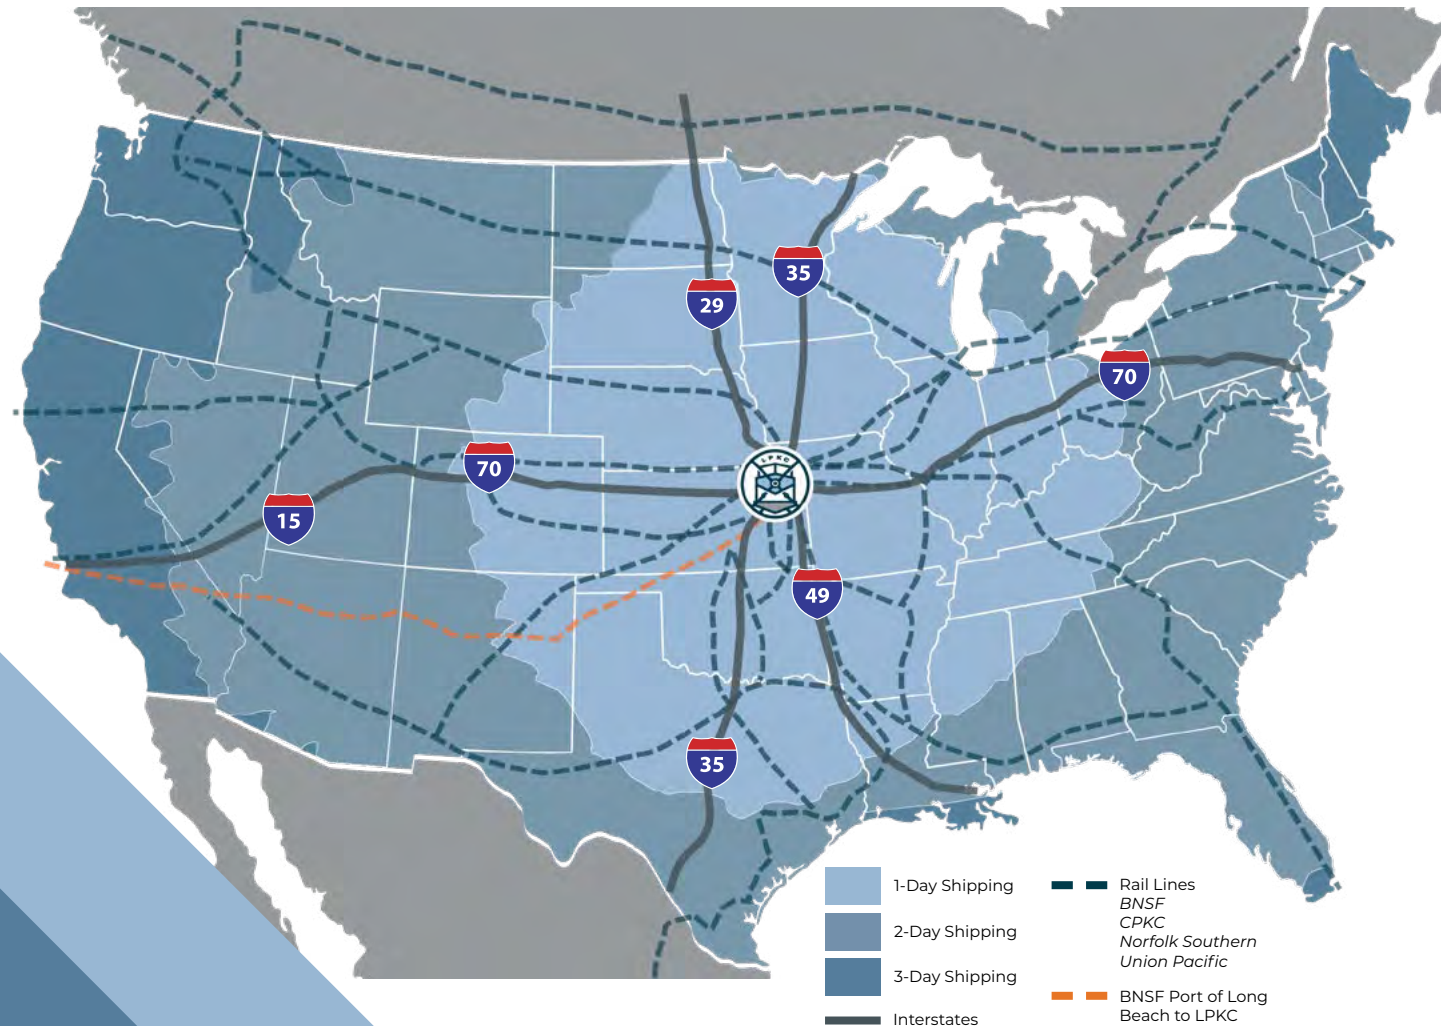 35
29
70
LPKC
70
15
49
35
1-Day Shipping
2-Day Shipping
3-Day Shipping
Interstates
Rail Lines
BNSF
CPKC
Norfolk Southern
Union Pacific
BNSF Port of Long
Beach to LPKC